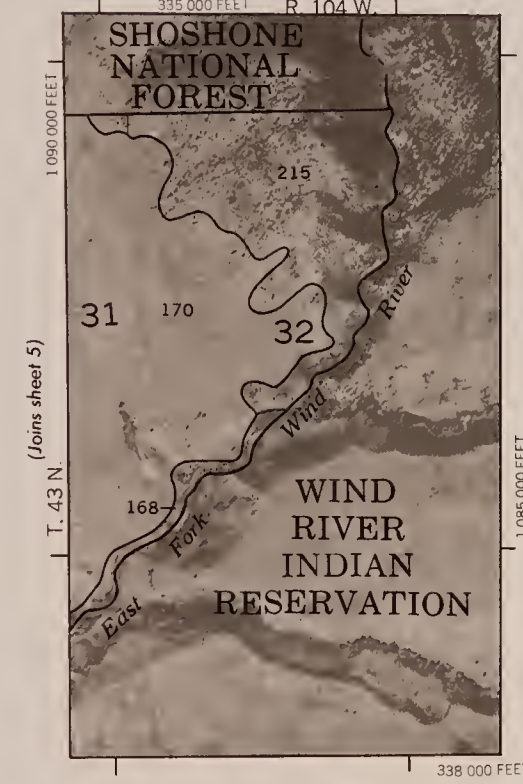 335 000 FEET
R. 104 W.
SHOSHONE
NATIONAL
FOREST
1 090 000 FEET
215
31
170
32
River
(Joins sheet 5)
Wind
T. 43 N.
1 085 000 FEET
WIND
RIVER
INDIAN
RESERVATION
168
Fork
East
338 000 FEET